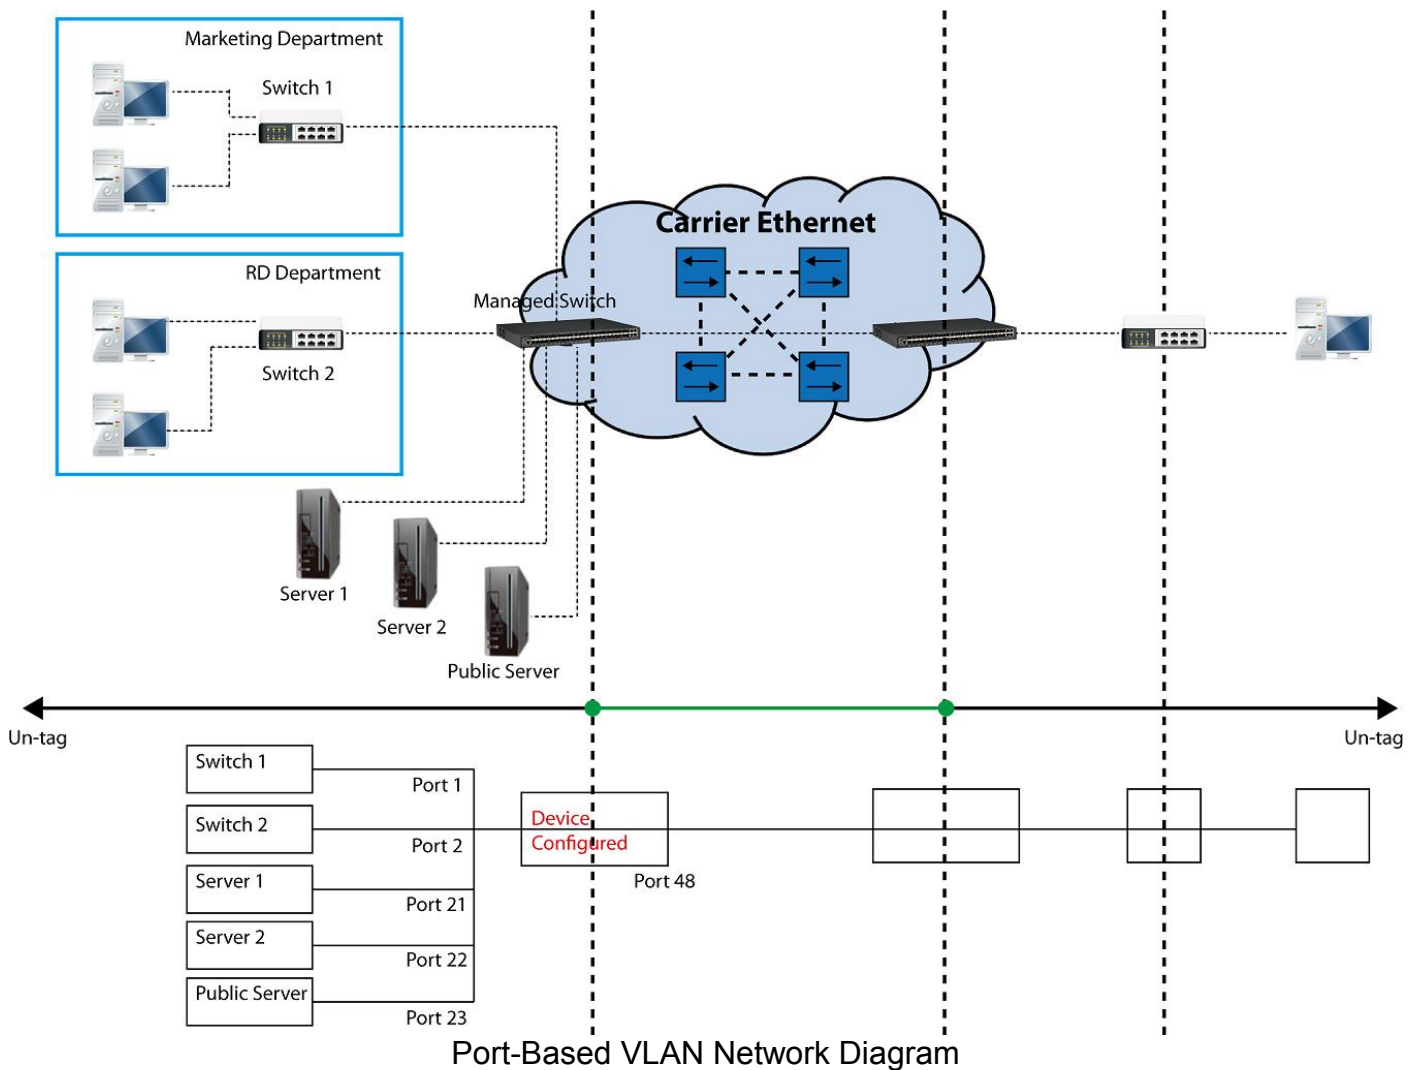 Marketing Department
Switch 1
Carrier Ethernet
RD Department
Managed Switch
Switch 2
Server 1
Server 2
Public Server
Un-tag
Un-tag
Switch 1
Port 1
Device
Configured
Switch 2
Port 2
Port 48
Server 1
Port 21
Server 2
Port 22
Public Server
Port 23
Port-Based VLAN Network Diagram